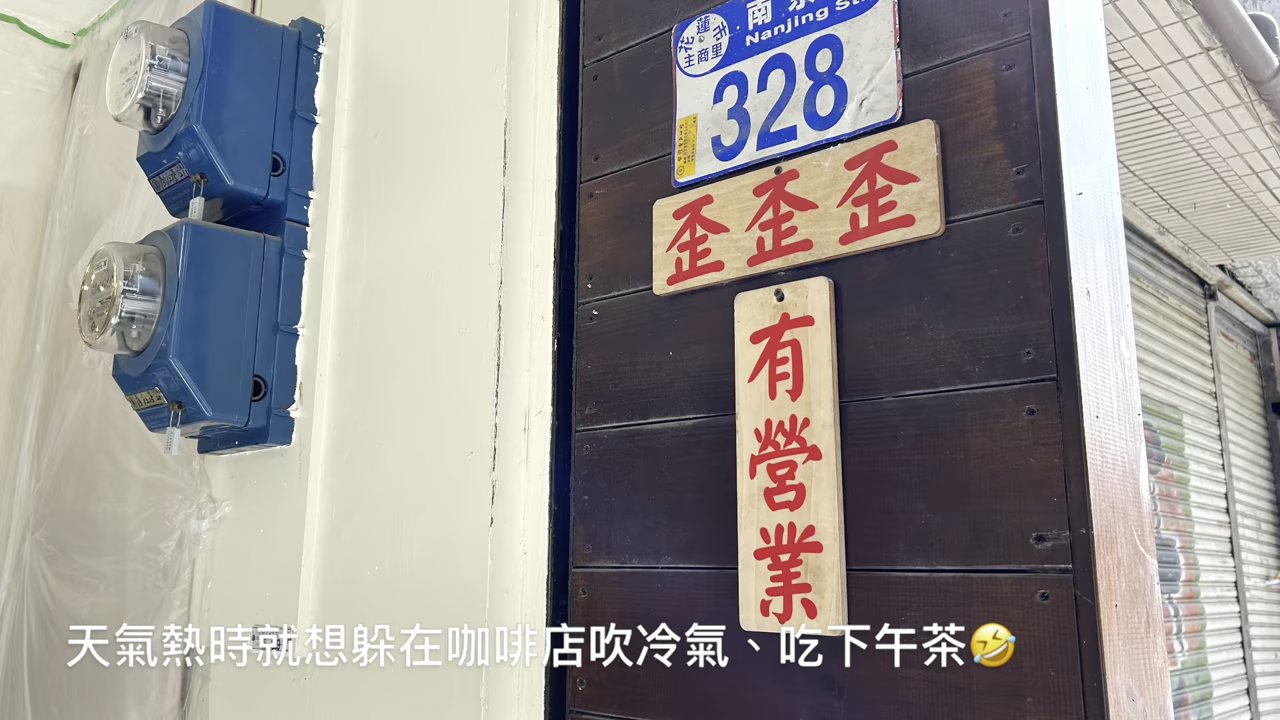 南京
Nanjing St.
花蓮市
主商里
328
歪歪歪
有營業
天氣熱時就想躲在咖啡店吹冷氣、吃下午茶🤣